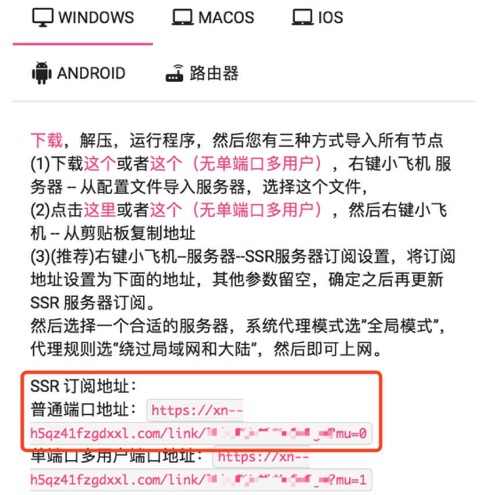 WINDOWS
MACOS
IOS
ANDROID
路由器
下载，解压，运行程序，然后您有三种方式导入所有节点
(1)下载这个或者这个（无单端口多用户），右键小飞机 服
务器 -- 从配置文件导入服务器，选择这个文件，
(2)点击这里或者这个（无单端口多用户），然后右键小飞
机 -- 从剪贴板复制地址
(3)(推荐)右键小飞机--服务器--SSR服务器订阅设置，将订阅
地址设置为下面的地址，其他参数留空，确定之后再更新
SSR 服务器订阅。
然后选择一个合适的服务器，系统代理模式选“全局模式”，
代理规则选“绕过局域网和大陆”，然后即可上网。
SSR 订阅地址：
普通端口地址： https://xn--
h5qz41fzgdxxl.com/link/ ?mu=0
单端口多用户端口地址： https://xn--
h5qz41fzgdxxl.com/link/ ?mu=1